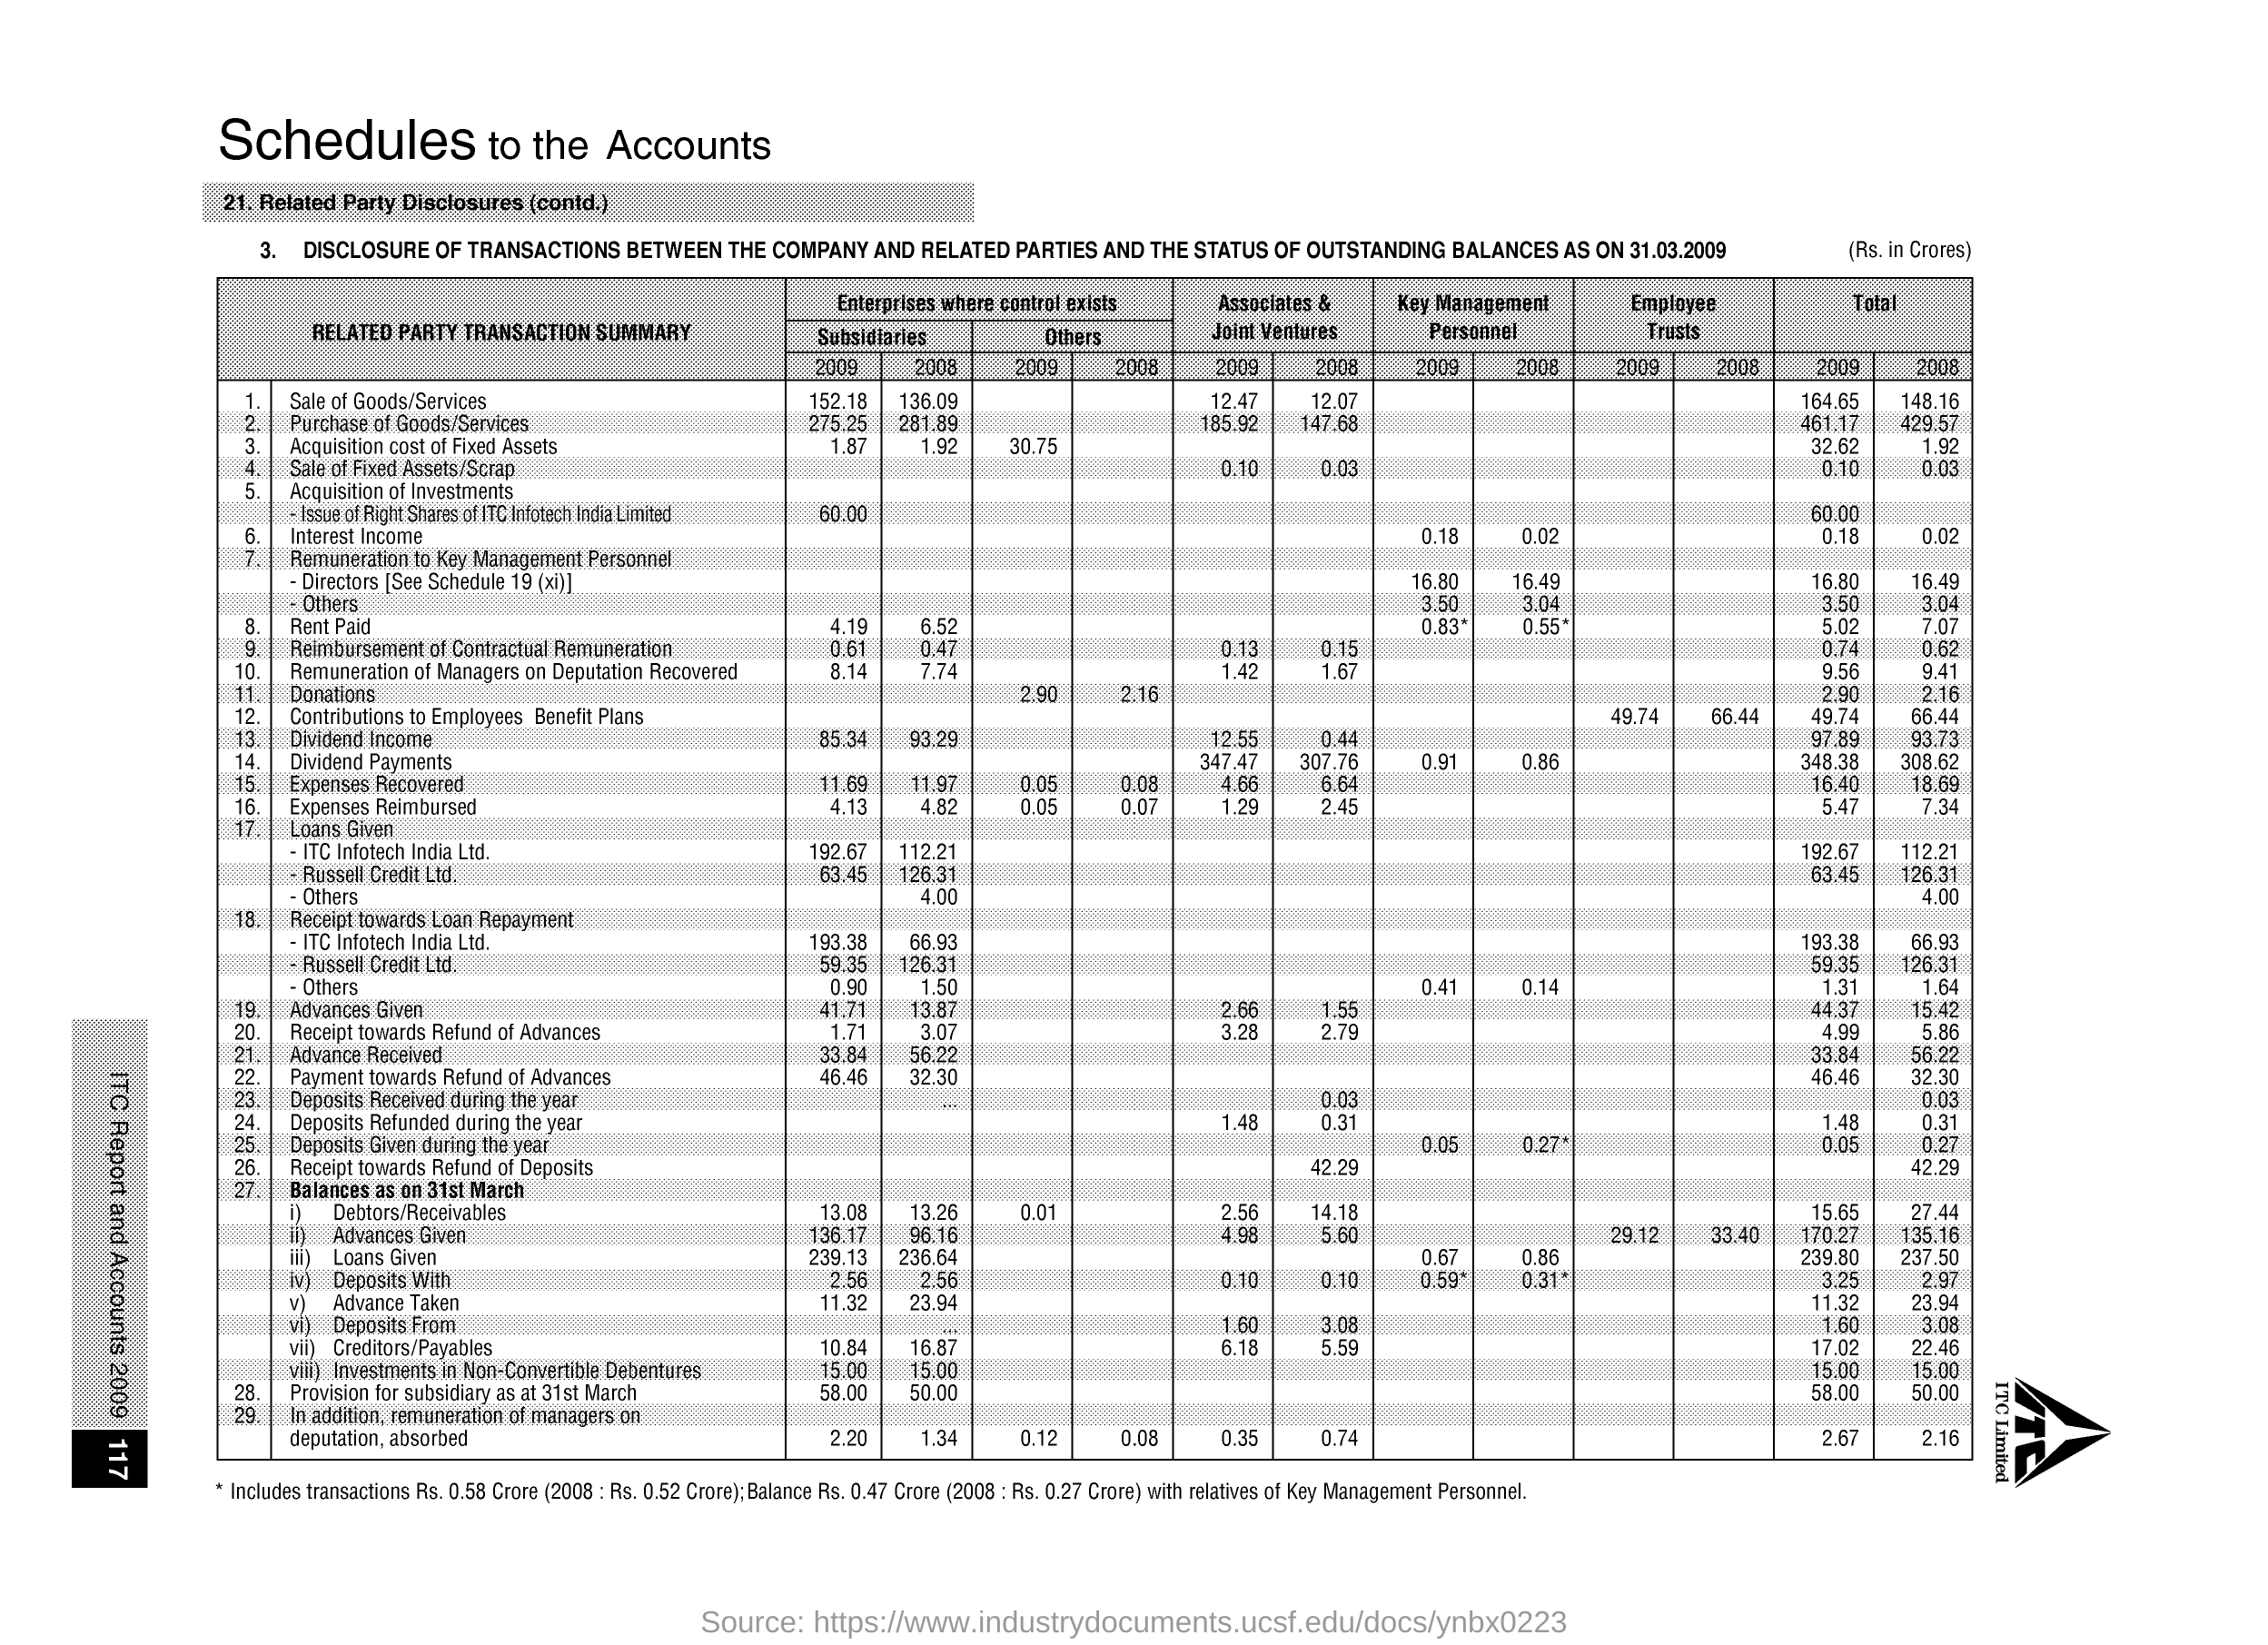 Schedules to the Accounts
21. Related Party Disclosures (contd.)
3. DISCLOSURE OF TRANSACTIONS BETWEEN THE COMPANY AND RELATED PARTIES AND THE STATUS OF OUTSTANDING BALANCES AS ON 31.03.2009 (Rs. in Crores)
RELATED PARTY TRANSACTION SUMMARY
Enterprises where control exists
Subsidiaries Others
Associates &
Joint Ventures
Key Management
Personnel
Employee
Trusts
Total
2009 2008 2009 2008 2009 2008 2009 2008 2009 2008 2009 2008
1. Sale of Goods/Services 152.18 136.09 12.47 12.07 164.65 148.16
2. Purchase of Goods/Services 275.25 281.89 185.92 147.68 461.17 429.57
3. Acquisition cost of Fixed Assets 1.87 1.92 30.75 32.62 1.92
4. Sale of Fixed Assets/Scrap 0.10 0.03 0.10 0.03
5. Acquisition of Investments
- Issue of Right Shares of ITC Infotech India Limited 60.00 60.00
6. Interest Income 0.18 0.02 0.18 0.02
7. Remuneration to Key Management Personnel
- Directors [See Schedule 19 (xi)] 16.80 16.49 16.80 16.49
- Others 3.50 3.04 3.50 3.04
8. Rent Paid 4.19 6.52 0.83* 0.55* 5.02 7.07
9. Reimbursement of Contractual Remuneration 0.61 0.47 0.13 0.15 0.74 0.62
10. Remuneration of Managers on Deputation Recovered 8.14 7.74 1.42 1.67 9.56 9.41
11. Donations 2.90 2.16 2.90 2.16
12. Contributions to Employees Benefit Plans 49.74 66.44 49.74 66.44
13. Dividend Income 85.34 93.29 12.55 0.44 97.89 93.73
14. Dividend Payments 347.47 307.76 0.91 0.86 348.38 308.62
15. Expenses Recovered 11.69 11.97 0.05 0.08 4.66 6.64 16.40 18.69
16. Expenses Reimbursed 4.13 4.82 0.05 0.07 1.29 2.45 5.47 7.34
17. Loans Given
- ITC Infotech India Ltd. 192.67 112.21 192.67 112.21
- Russell Credit Ltd. 63.45 126.31 63.45 126.31
- Others 4.00 4.00
18. Receipt towards Loan Repayment
- ITC Infotech India Ltd. 193.38 66.93 193.38 66.93
- Russell Credit Ltd. 59.35 126.31 59.35 126.31
- Others 0.90 1.50 0.41 0.14 1.31 1.64
19. Advances Given 41.71 13.87 2.66 1.55 44.37 15.42
20. Receipt towards Refund of Advances 1.71 3.07 3.28 2.79 4.99 5.86
21. Advance Received 33.84 56.22 33.84 56.22
22. Payment towards Refund of Advances 46.46 32.30 46.46 32.30
23. Deposits Received during the year ... 0.03 0.03
24. Deposits Refunded during the year 1.48 0.31 1.48 0.31
25. Deposits Given during the year 0.05 0.27* 0.05 0.27
26. Receipt towards Refund of Deposits 42.29 42.29
27. Balances as on 31st March
i) Debtors/Receivables 13.08 13.26 0.01 2.56 14.18 15.65 27.44
ii) Advances Given 136.17 96.16 4.98 5.60 29.12 33.40 170.27 135.16
iii) Loans Given 239.13 236.64 0.67 0.86 239.80 237.50
iv) Deposits With 2.56 2.56 0.10 0.10 0.59* 0.31* 3.25 2.97
v) Advance Taken 11.32 23.94 11.32 23.94
vi) Deposits From ... 1.60 3.08 1.60 3.08
vii) Creditors/Payables 10.84 16.87 6.18 5.59 17.02 22.46
viii) Investments in Non-Convertible Debentures 15.00 15.00 15.00 15.00
28. Provision for subsidiary as at 31st March 58.00 50.00 58.00 50.00
29. In addition, remuneration of managers on
deputation, absorbed 2.20 1.34 0.12 0.08 0.35 0.74 2.67 2.16
* Includes transactions Rs. 0.58 Crore (2008 : Rs. 0.52 Crore); Balance Rs. 0.47 Crore (2008 : Rs. 0.27 Crore) with relatives of Key Management Personnel.
ITC Report and Accounts 2009 117
ITC
ITC Limited
Source: https://www.industrydocuments.ucsf.edu/docs/ynbx0223